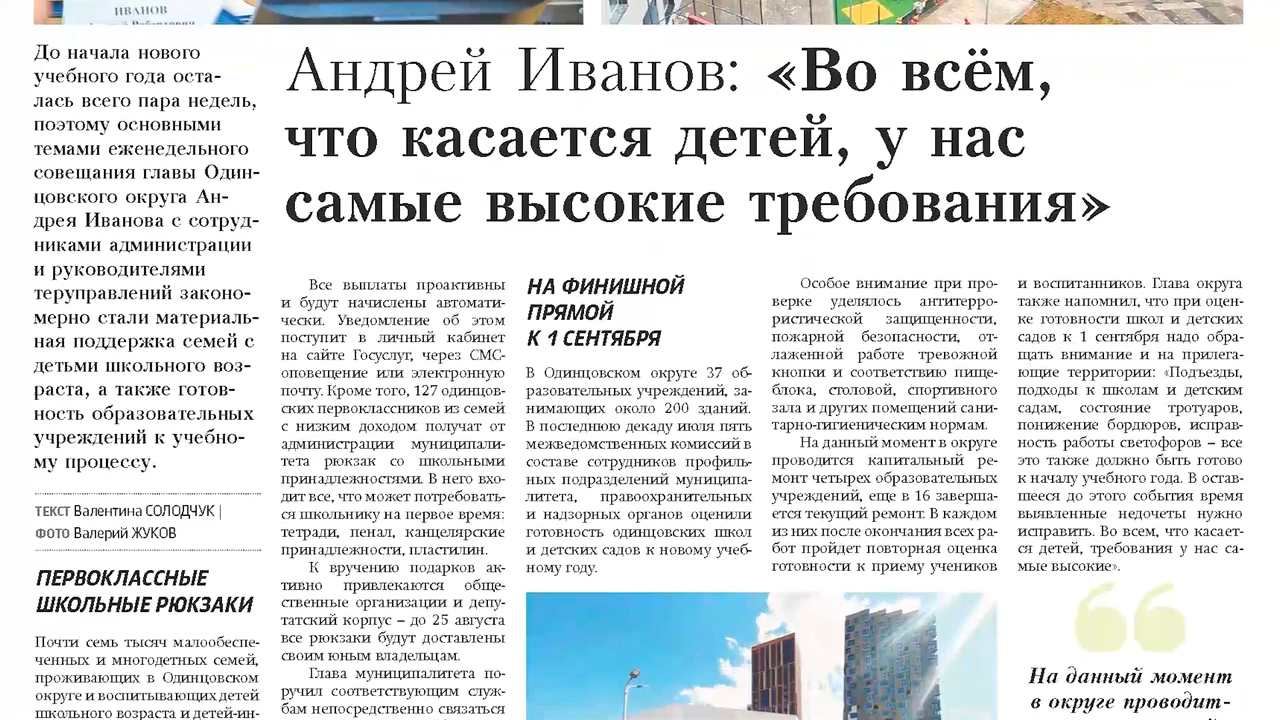 ИВАНОВ
Андрей Иванов: «Во всём,
что касается детей, у нас
самые высокие требования»
До начала нового
учебного года оста-
лась всего пара недель,
поэтому основными
темами еженедельного
совещания главы Один-
цовского округа Ан-
дрея Иванова с сотруд-
никами администрации
и руководителями
теруправлений законо-
мерно стали материаль-
ная поддержка семей с
детьми школьного воз-
раста, а также готов-
ность образовательных
учреждений к учебно-
му процессу.
ТЕКСТ Валентина СОЛОДЧУК |
ФОТО Валерий ЖУКОВ
ПЕРВОКЛАССНЫЕ
ШКОЛЬНЫЕ РЮКЗАКИ
Почти семь тысяч малообеспе-
ченных и многодетных семей,
проживающих в Одинцовском
округе и воспитывающих детей
школьного возраста и детей-ин-
Все выплаты проактивны
и будут начислены автомати-
чески. Уведомление об этом
поступит в личный кабинет
на сайте Госуслуг, через СМС-
оповещение или электронную
почту. Кроме того, 127 одинцов-
ских первоклассников из семей
с низким доходом получат от
администрации муниципали-
тета рюкзак со школьными
принадлежностями. В него вхо-
дит все, что может потребовать-
ся школьнику на первое время:
тетради, пенал, канцелярские
принадлежности, пластилин.
К вручению подарков ак-
тивно привлекаются обще-
ственные организации и депу-
татский корпус – до 25 августа
все рюкзаки будут доставлены
своим юным владельцам.
Глава муниципалитета по-
ручил соответствующим служ-
бам непосредственно связаться
НА ФИНИШНОЙ
ПРЯМОЙ
К 1 СЕНТЯБРЯ
В Одинцовском округе 37 об-
разовательных учреждений, за-
нимающих около 200 зданий.
В последнюю декаду июля пять
межведомственных комиссий в
составе сотрудников профиль-
ных подразделений муниципа-
литета, правоохранительных
и надзорных органов оценили
готовность одинцовских школ
и детских садов к новому учеб-
ному году.
Особое внимание при про-
верке уделялось антитерро-
ристической защищенности,
пожарной безопасности, от-
лаженной работе тревожной
кнопки и соответствию пище-
блока, столовой, спортивного
зала и других помещений сани-
тарно-гигиеническим нормам.
На данный момент в округе
проводится капитальный ре-
монт четырех образовательных
учреждений, еще в 16 заверша-
ется текущий ремонт. В каждом
из них после окончания всех ра-
бот пройдет повторная оценка
готовности к приему учеников
и воспитанников. Глава округа
также напомнил, что при оцен-
ке готовности школ и детских
садов к 1 сентября надо обра-
щать внимание и на прилега-
ющие территории: «Подъезды,
подходы к школам и детским
садам, состояние тротуаров,
понижение бордюров, исправ-
ность работы светофоров – все
это также должно быть готово
к началу учебного года. В остав-
шееся до этого события время
выявленные недочеты нужно
исправить. Во всем, что касает-
ся детей, требования у нас са-
мые высокие».
На данный момент
в округе проводит-